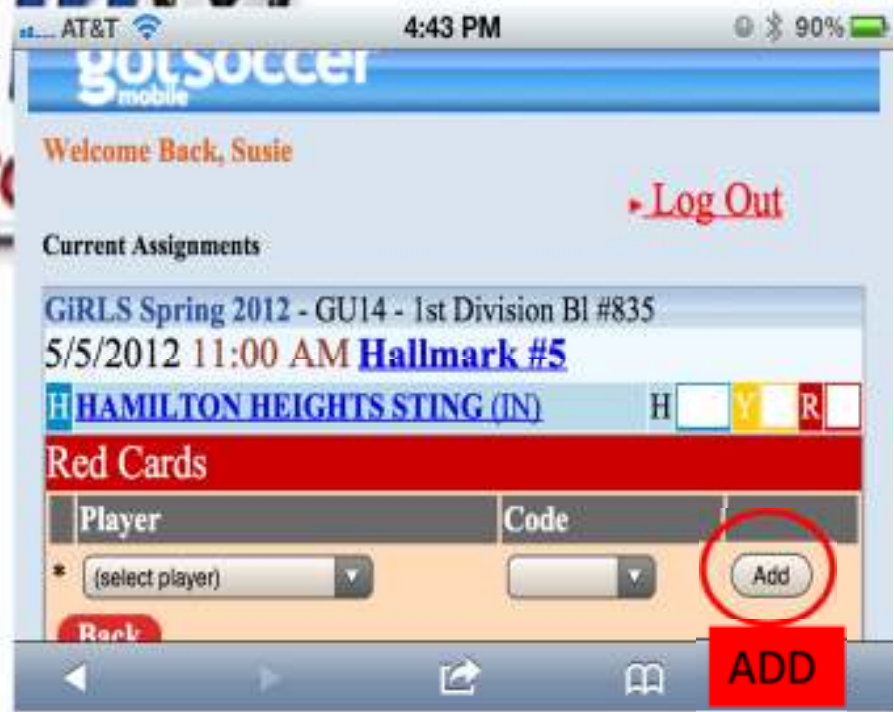 AT&T 4:43 PM 90%
gotsoccer
mobile
Welcome Back, Susie
Log Out
Current Assignments
GiRLS Spring 2012 - GU14 - 1st Division Bl #835
5/5/2012 11:00 AM Hallmark #5
H HAMILTON HEIGHTS STING (IN) H Y R
Red Cards
Player Code
* (select player) Add
Back
ADD